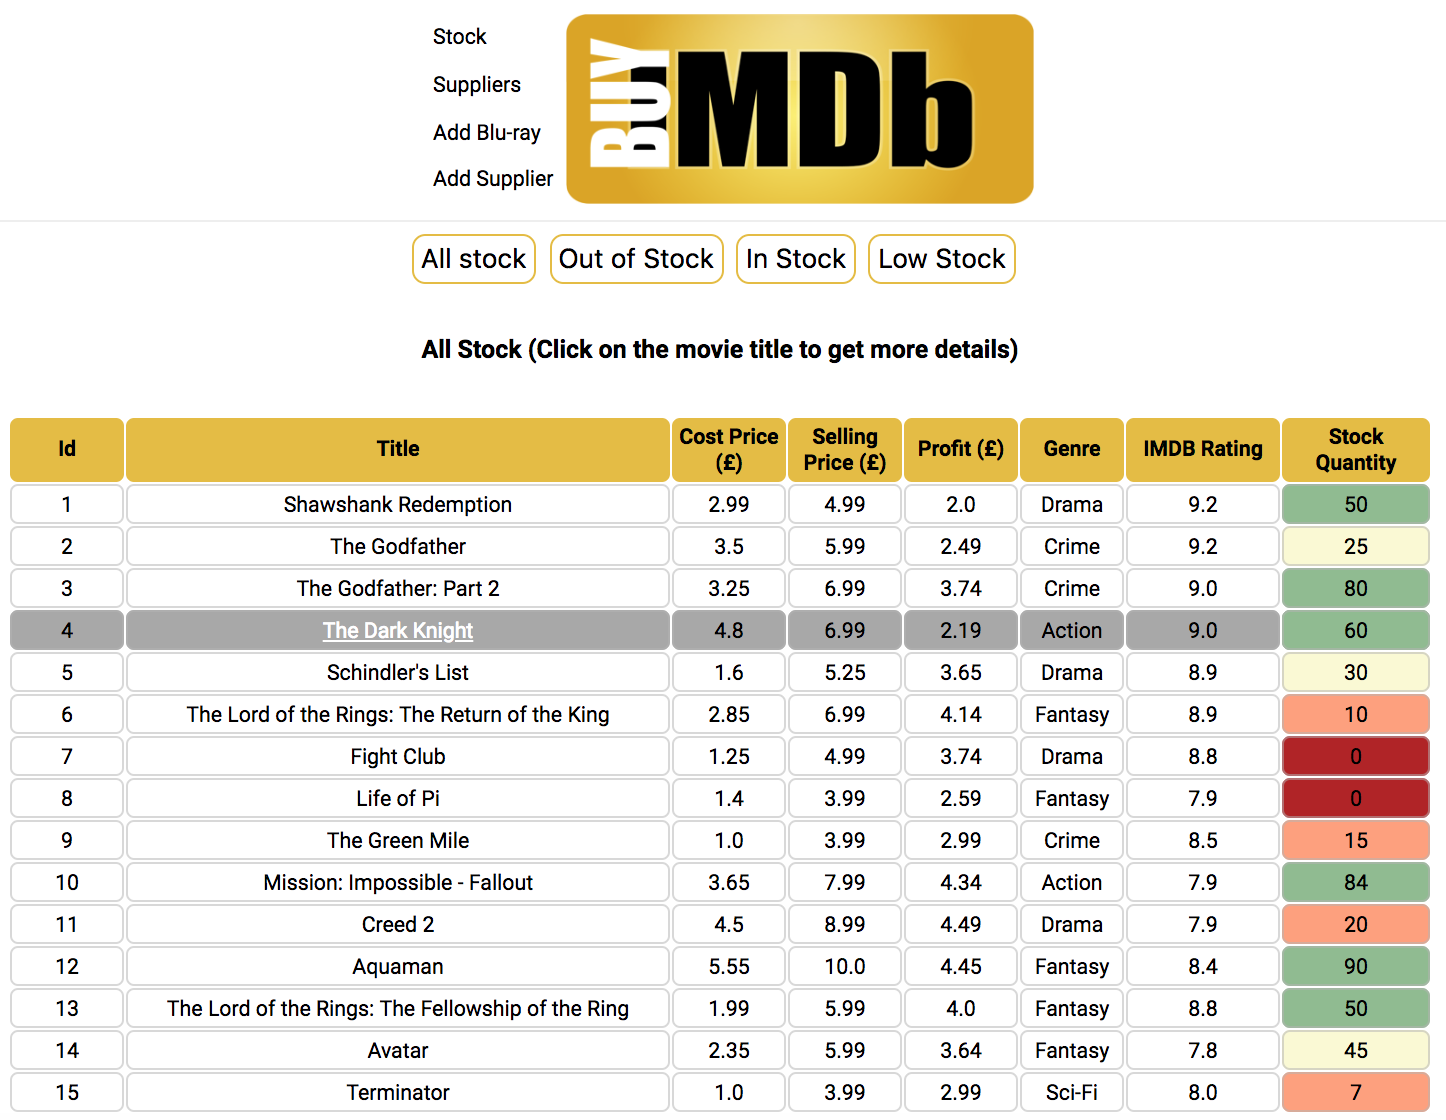 Stock
Suppliers
Add Blu-ray
Add Supplier
BUY iMDb
All stock Out of Stock In Stock Low Stock
All Stock (Click on the movie title to get more details)
Id Title Cost Price (£) Selling Price (£) Profit (£) Genre IMDB Rating Stock Quantity
1 Shawshank Redemption 2.99 4.99 2.0 Drama 9.2 50
2 The Godfather 3.5 5.99 2.49 Crime 9.2 25
3 The Godfather: Part 2 3.25 6.99 3.74 Crime 9.0 80
4 The Dark Knight 4.8 6.99 2.19 Action 9.0 60
5 Schindler's List 1.6 5.25 3.65 Drama 8.9 30
6 The Lord of the Rings: The Return of the King 2.85 6.99 4.14 Fantasy 8.9 10
7 Fight Club 1.25 4.99 3.74 Drama 8.8 0
8 Life of Pi 1.4 3.99 2.59 Fantasy 7.9 0
9 The Green Mile 1.0 3.99 2.99 Crime 8.5 15
10 Mission: Impossible - Fallout 3.65 7.99 4.34 Action 7.9 84
11 Creed 2 4.5 8.99 4.49 Drama 7.9 20
12 Aquaman 5.55 10.0 4.45 Fantasy 8.4 90
13 The Lord of the Rings: The Fellowship of the Ring 1.99 5.99 4.0 Fantasy 8.8 50
14 Avatar 2.35 5.99 3.64 Fantasy 7.8 45
15 Terminator 1.0 3.99 2.99 Sci-Fi 8.0 7